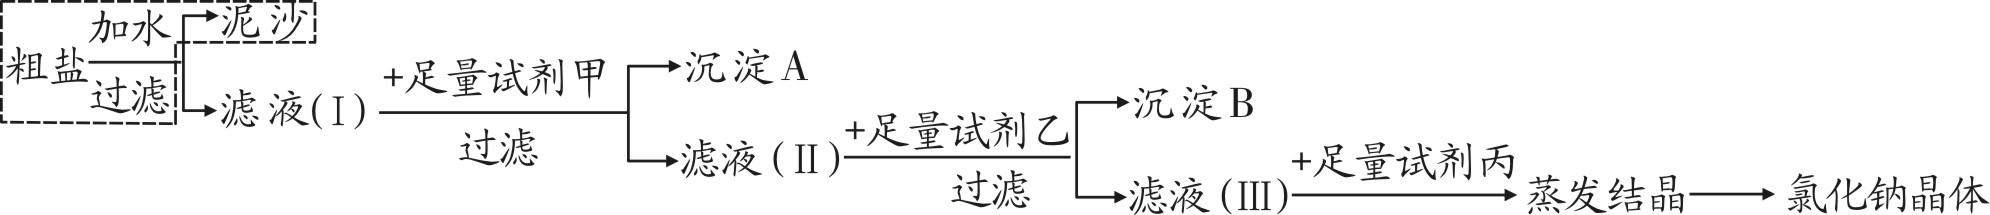 粗盐
加水
过滤
泥沙
滤液(Ⅰ)
+足量试剂甲
过滤
沉淀A
滤液(Ⅱ)
+足量试剂乙
过滤
沉淀B
滤液(Ⅲ)
+足量试剂丙
蒸发结晶
氯化钠晶体